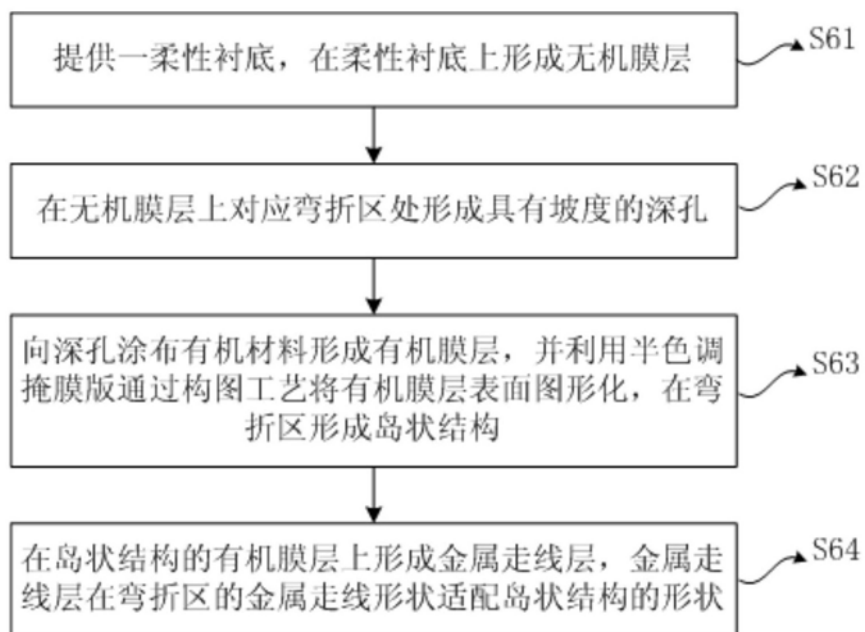 提供一柔性衬底，在柔性衬底上形成无机膜层
S61
在无机膜层上对应弯折区处形成具有坡度的深孔
S62
向深孔涂布有机材料形成有机膜层，并利用半色调
掩膜版通过构图工艺将有机膜层表面图形化，在弯
折区形成岛状结构
S63
在岛状结构的有机膜层上形成金属走线层，金属走
线层在弯折区的金属走线形状适配岛状结构的形状
S64